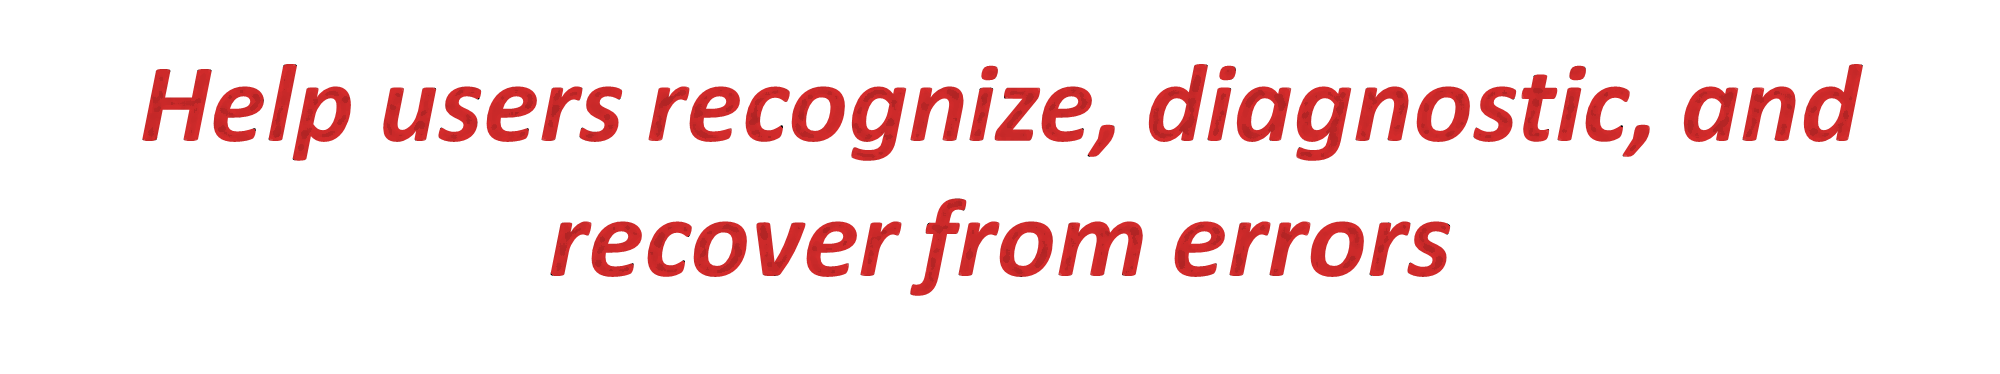 Help users recognize, diagnostic, and
recover from errors